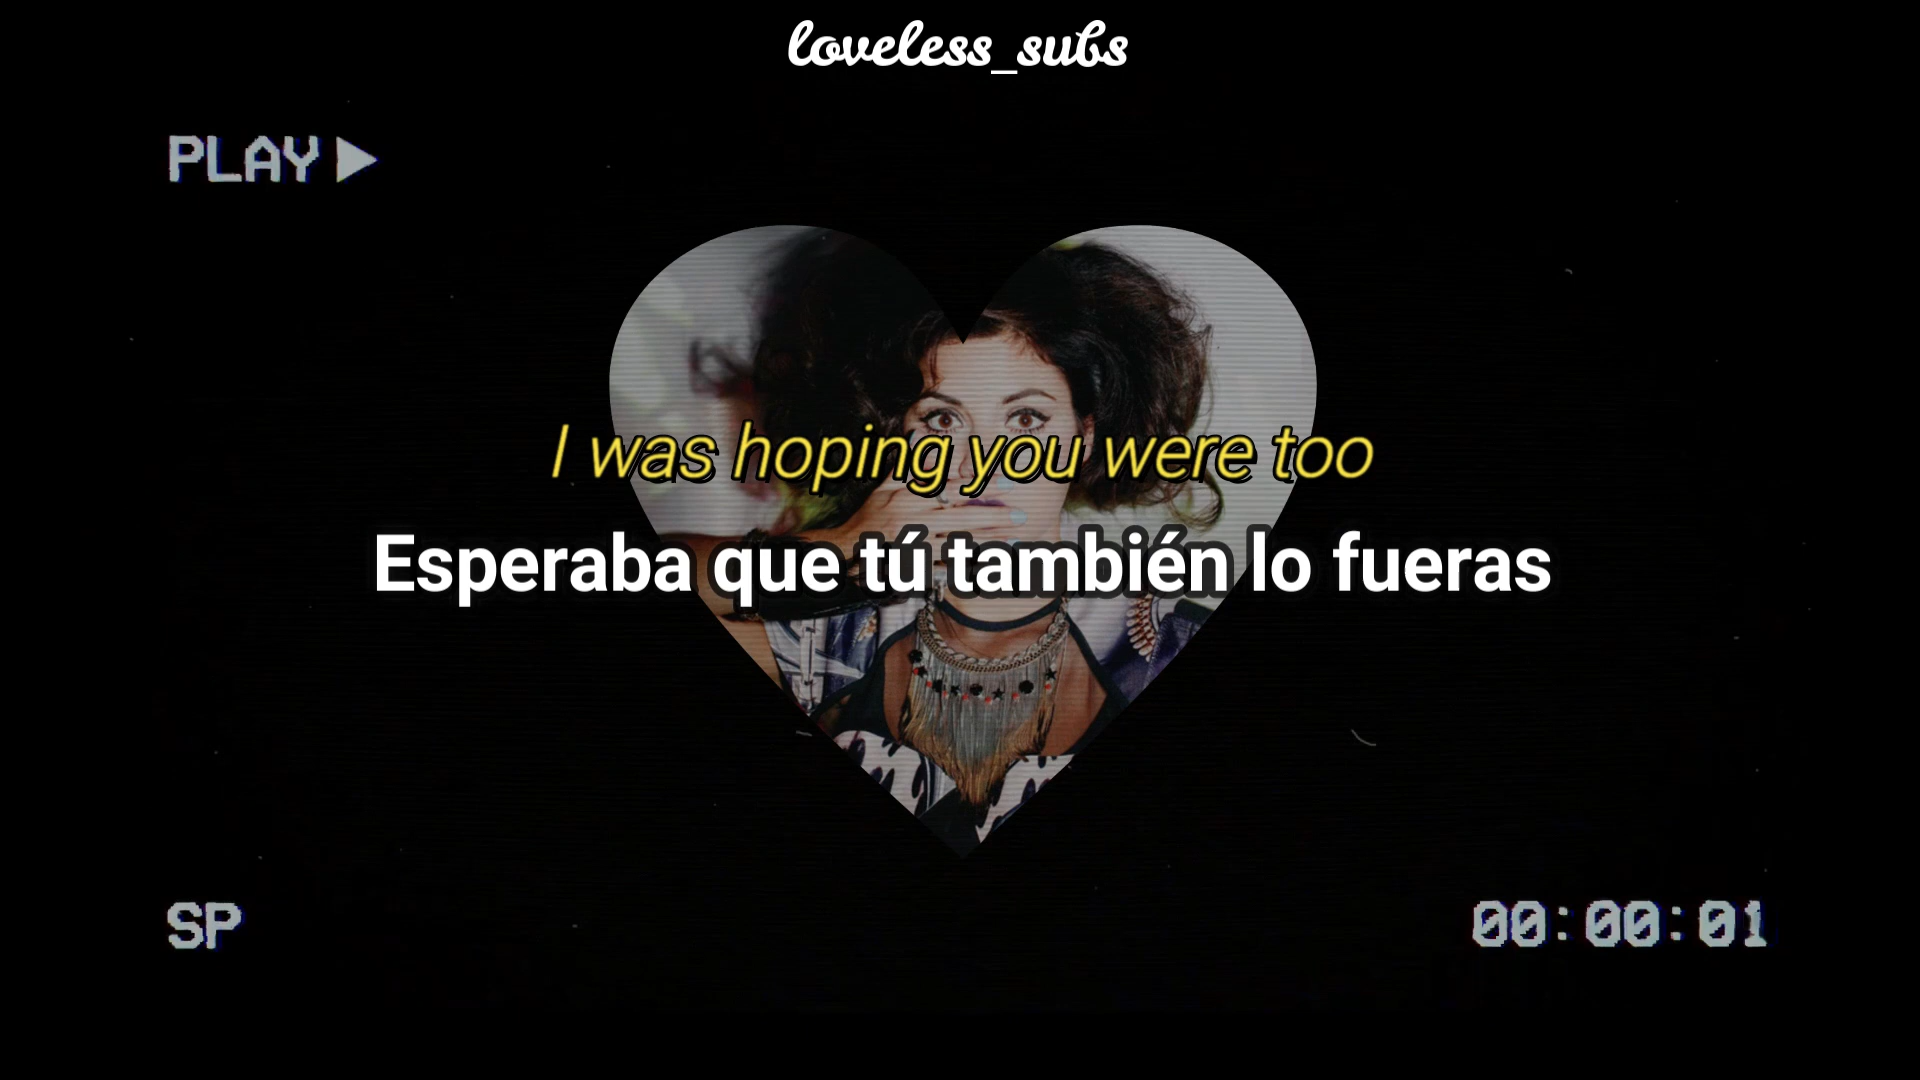 loveless_subs
PLAY
I was hoping you were too
Esperaba que tú también lo fueras
SP
00:00:01